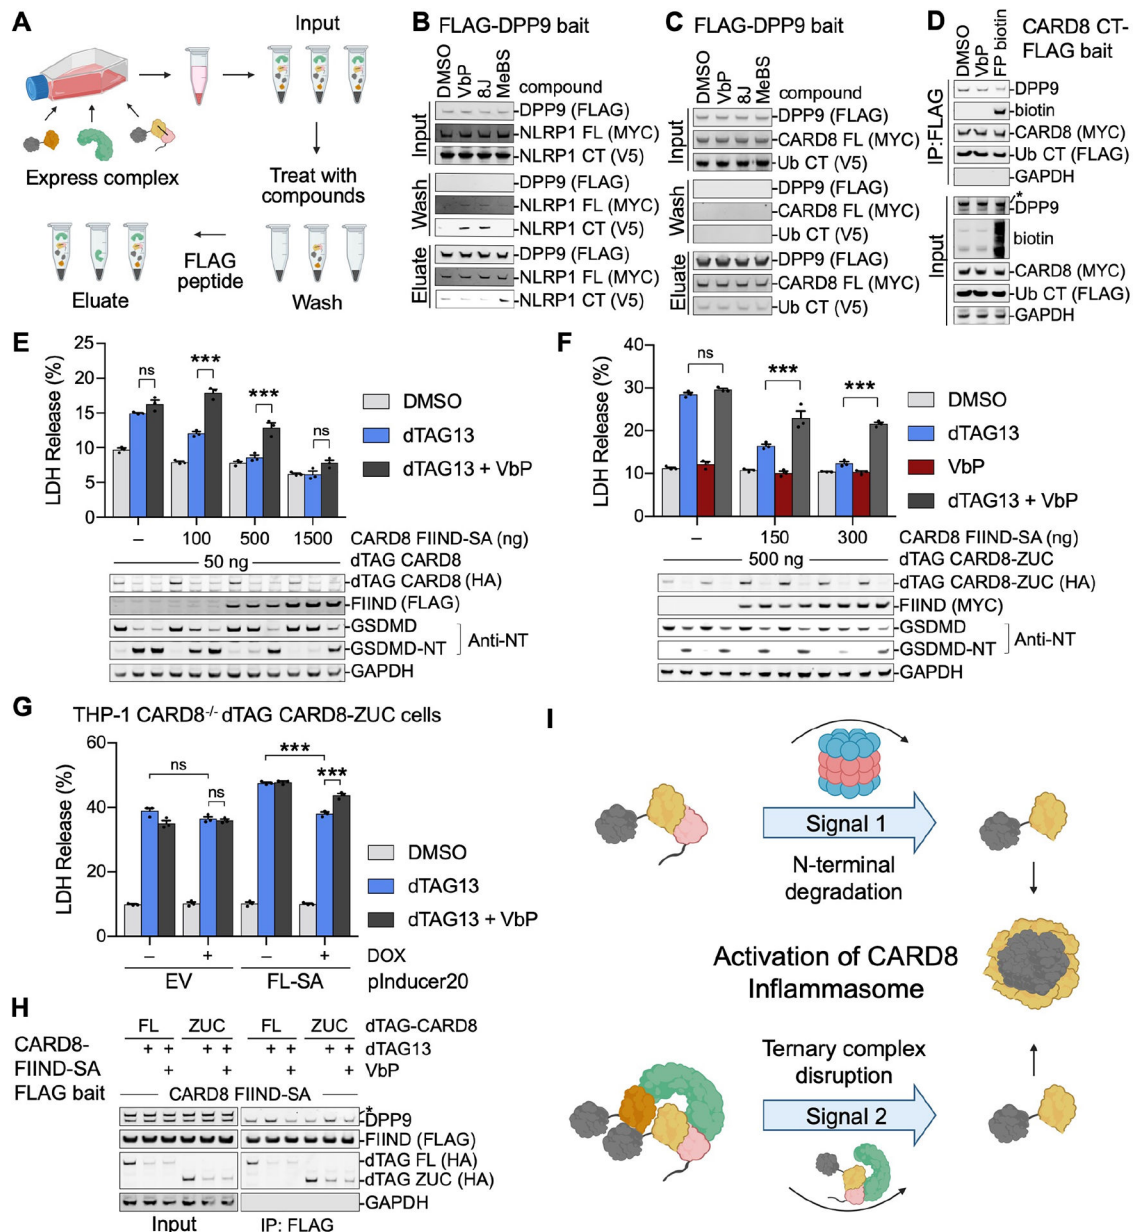 A
Input
Express complex
Treat with
compounds
FLAG
peptide
Eluate
Wash
B
FLAG-DPP9 bait
DMSO
VbP
8J
MeBS
compound
Input
DPP9 (FLAG)
NLRP1 FL (MYC)
NLRP1 CT (V5)
Wash
DPP9 (FLAG)
NLRP1 FL (MYC)
NLRP1 CT (V5)
Eluate
DPP9 (FLAG)
NLRP1 FL (MYC)
NLRP1 CT (V5)
C
FLAG-DPP9 bait
DMSO
VbP
8J
MeBS
compound
Input
DPP9 (FLAG)
CARD8 FL (MYC)
Ub CT (V5)
Wash
DPP9 (FLAG)
CARD8 FL (MYC)
Ub CT (V5)
Eluate
DPP9 (FLAG)
CARD8 FL (MYC)
Ub CT (V5)
D
DMSO
VbP
FP biotin
CARD8 CT-
FLAG bait
IP:FLAG
DPP9
biotin
CARD8 (MYC)
Ub CT (FLAG)
GAPDH
Input
*
DPP9
biotin
CARD8 (MYC)
Ub CT (FLAG)
GAPDH
E
LDH Release (%)
25
20
15
10
5
0
ns
***
***
ns
DMSO
dTAG13
dTAG13 + VbP
– 100 500 1500 CARD8 FIIND-SA (ng)
50 ng dTAG CARD8
dTAG CARD8 (HA)
FIIND (FLAG)
GSDMD
GSDMD-NT
Anti-NT
GAPDH
F
LDH Release (%)
40
30
20
10
0
ns
***
***
DMSO
dTAG13
VbP
dTAG13 + VbP
– 150 300 CARD8 FIIND-SA (ng)
500 ng dTAG CARD8-ZUC
dTAG CARD8-ZUC (HA)
FIIND (MYC)
GSDMD
GSDMD-NT
Anti-NT
GAPDH
G
THP-1 CARD8-/- dTAG CARD8-ZUC cells
LDH Release (%)
60
40
20
0
ns
ns
***
***
DMSO
dTAG13
dTAG13 + VbP
– + – + DOX
EV FL-SA pInducer20
H
CARD8-
FIIND-SA
FLAG bait
FL ZUC FL ZUC dTAG-CARD8
+ + + + + + + + dTAG13
+ + + + VbP
CARD8 FIIND-SA
*
DPP9
FIIND (FLAG)
dTAG FL (HA)
dTAG ZUC (HA)
GAPDH
Input IP: FLAG
I
Signal 1
N-terminal
degradation
Activation of CARD8
Inflammasome
Ternary complex
disruption
Signal 2